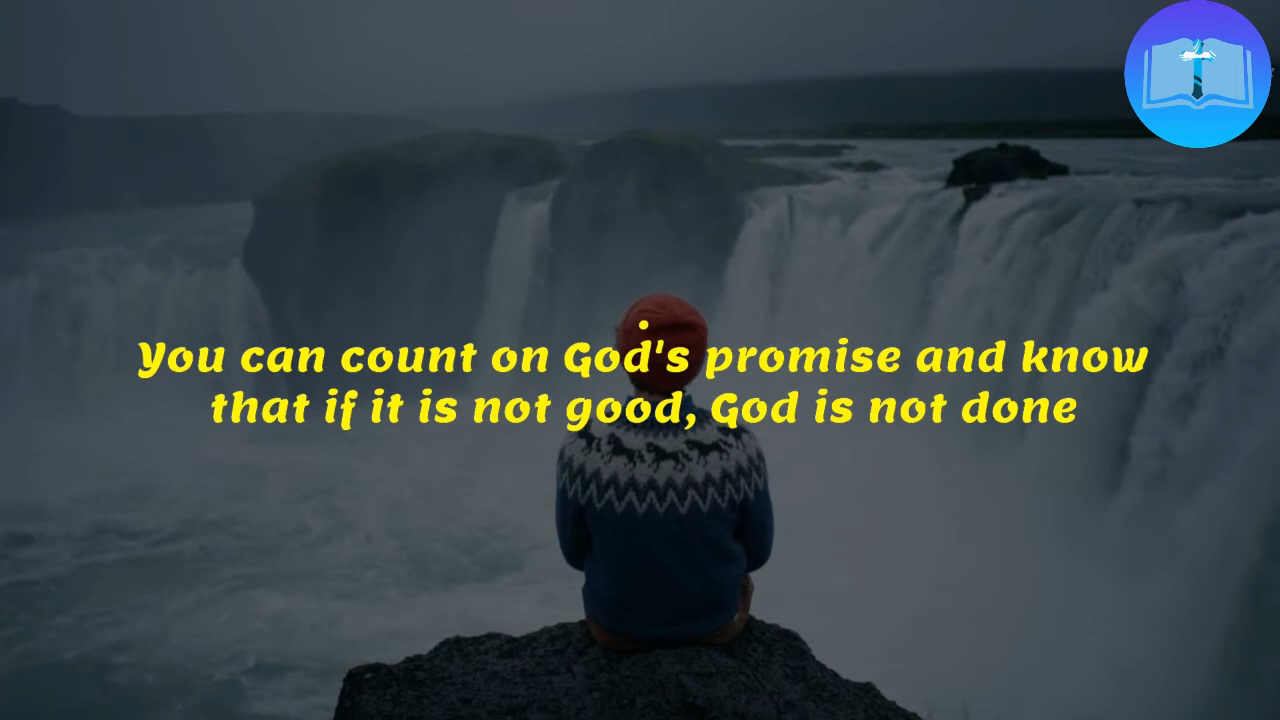 .
You can count on God's promise and know
that if it is not good, God is not done